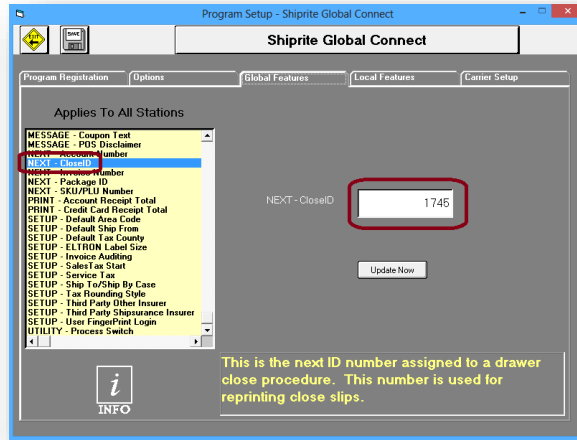 Program Setup - Shiprite Global Connect
EXIT
SAVE
Shiprite Global Connect
Program Registration
Options
Global Features
Local Features
Carrier Setup
Applies To All Stations
MESSAGE - Coupon Text
MESSAGE - POS Disclaimer
NEXT - Account Number
NEXT - CloseID
NEXT - Invoice Number
NEXT - Package ID
NEXT - SKU/PLU Number
PRINT - Account Receipt Total
PRINT - Credit Card Receipt Total
SETUP - Default Area Code
SETUP - Default Ship From
SETUP - Default Tax County
SETUP - ELTRON Label Size
SETUP - Invoice Auditing
SETUP - SalesTax Start
SETUP - Service Tax
SETUP - Ship To/Ship By Case
SETUP - Tax Rounding Style
SETUP - Third Party Other Insurer
SETUP - Third Party Shipsurance Insurer
SETUP - User FingerPrint Login
UTILITY - Process Switch
NEXT - CloseID
1745
Update Now
i
INFO
This is the next ID number assigned to a drawer
close procedure. This number is used for
reprinting close slips.